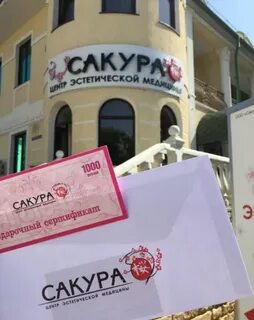 САКУРА
ЦЕНТР ЭСТЕТИЧЕСКОЙ МЕДИЦИНЫ
1000
САКУРА
подарочный сертификат
САКУРА
ЦЕНТР ЭСТЕТИЧЕСКОЙ МЕДИЦИНЫ
Э